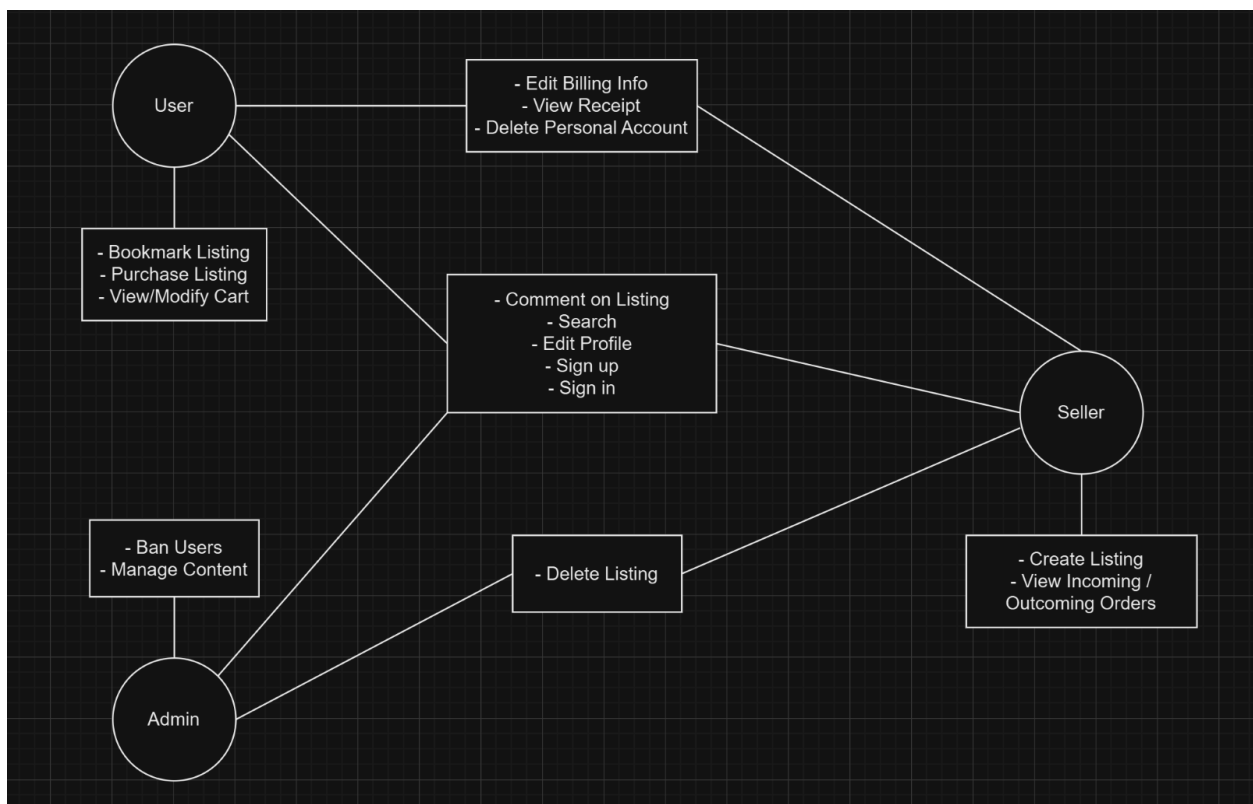 User
- Edit Billing Info
- View Receipt
- Delete Personal Account
- Bookmark Listing
- Purchase Listing
- View/Modify Cart
- Comment on Listing
- Search
- Edit Profile
- Sign up
- Sign in
Seller
- Ban Users
- Manage Content
- Delete Listing
- Create Listing
- View Incoming /
Outcoming Orders
Admin